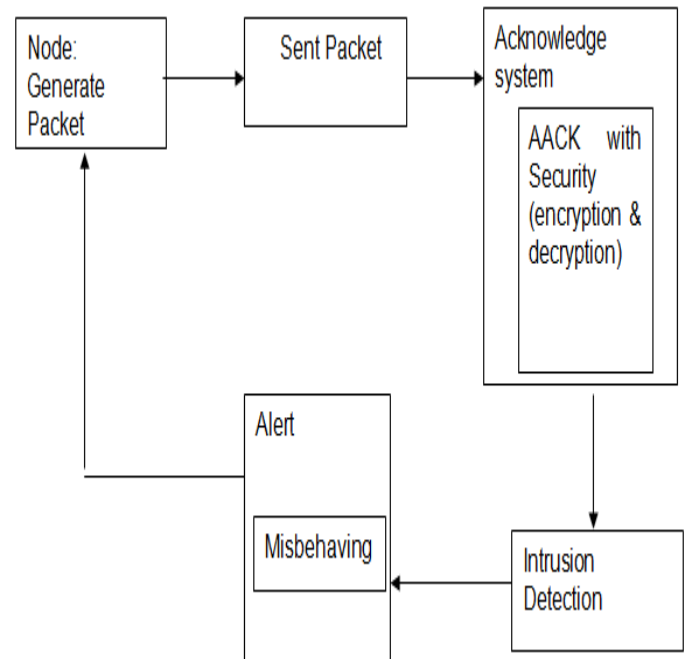 Node:
Generate
Packet
Sent Packet
Acknowledge
system
AACK with
Security
(encryption &
decryption)
Alert
Misbehaving
Intrusion
Detection